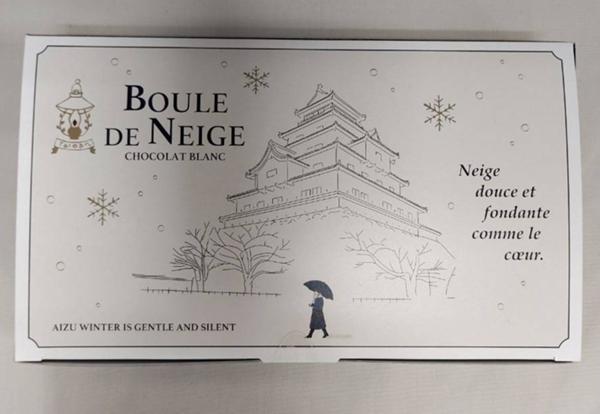 BOULE
DE NEIGE
CHOCOLAT BLANC
Neige
douce et
fondante
comme le
cœur.
AIZU WINTER IS GENTLE AND SILENT